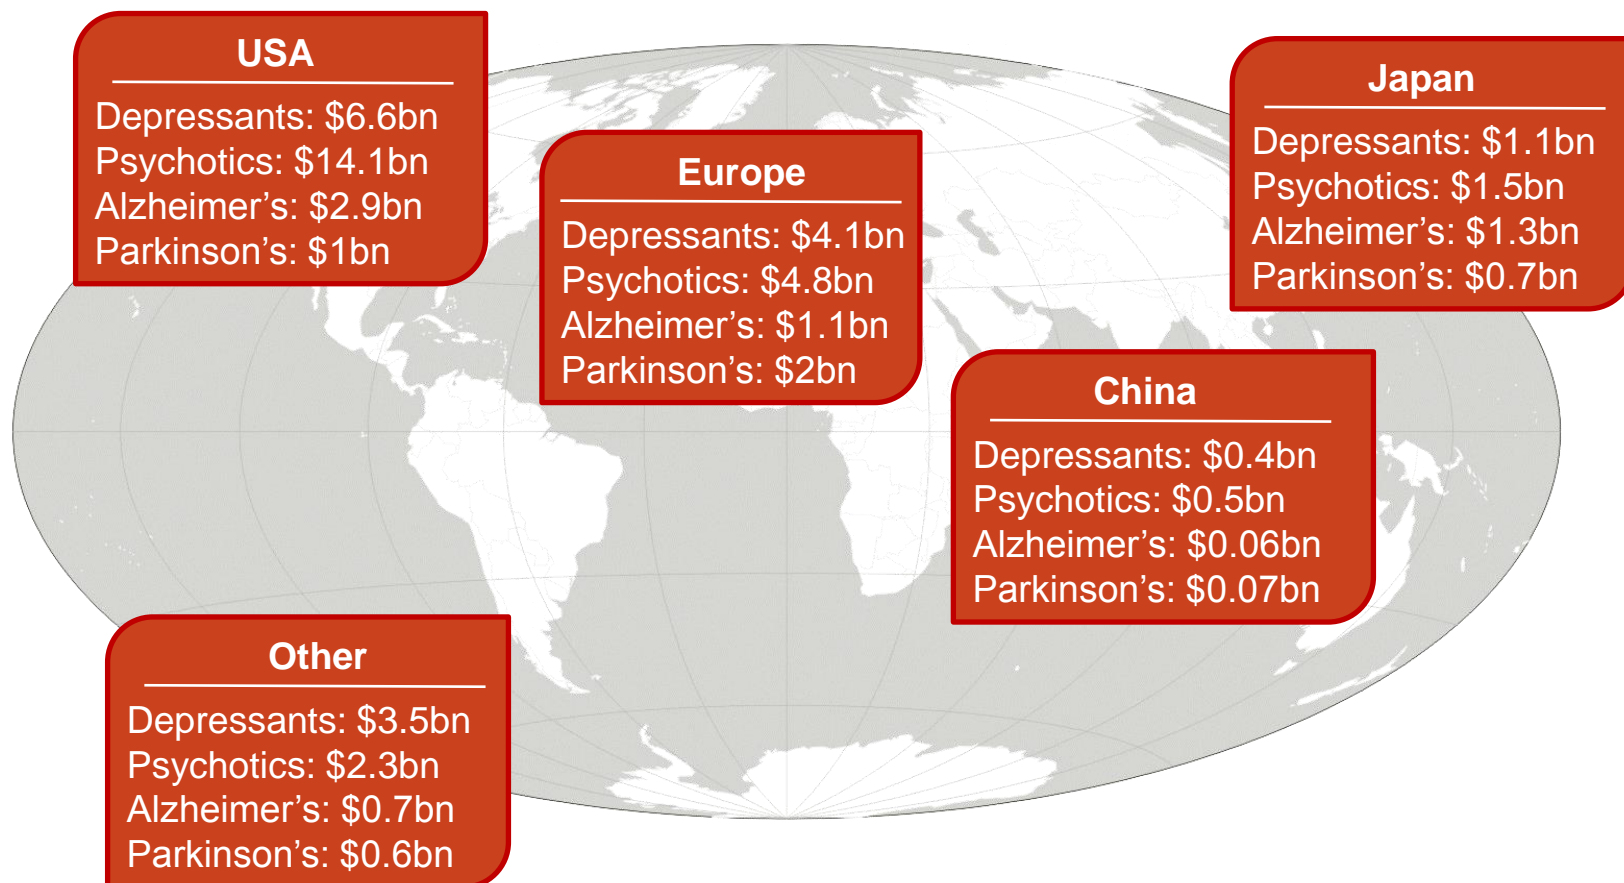 USA
Depressants: $6.6bn
Psychotics: $14.1bn
Alzheimer’s: $2.9bn
Parkinson’s: $1bn
Europe
Depressants: $4.1bn
Psychotics: $4.8bn
Alzheimer’s: $1.1bn
Parkinson’s: $2bn
Japan
Depressants: $1.1bn
Psychotics: $1.5bn
Alzheimer’s: $1.3bn
Parkinson’s: $0.7bn
China
Depressants: $0.4bn
Psychotics: $0.5bn
Alzheimer’s: $0.06bn
Parkinson’s: $0.07bn
Other
Depressants: $3.5bn
Psychotics: $2.3bn
Alzheimer’s: $0.7bn
Parkinson’s: $0.6bn